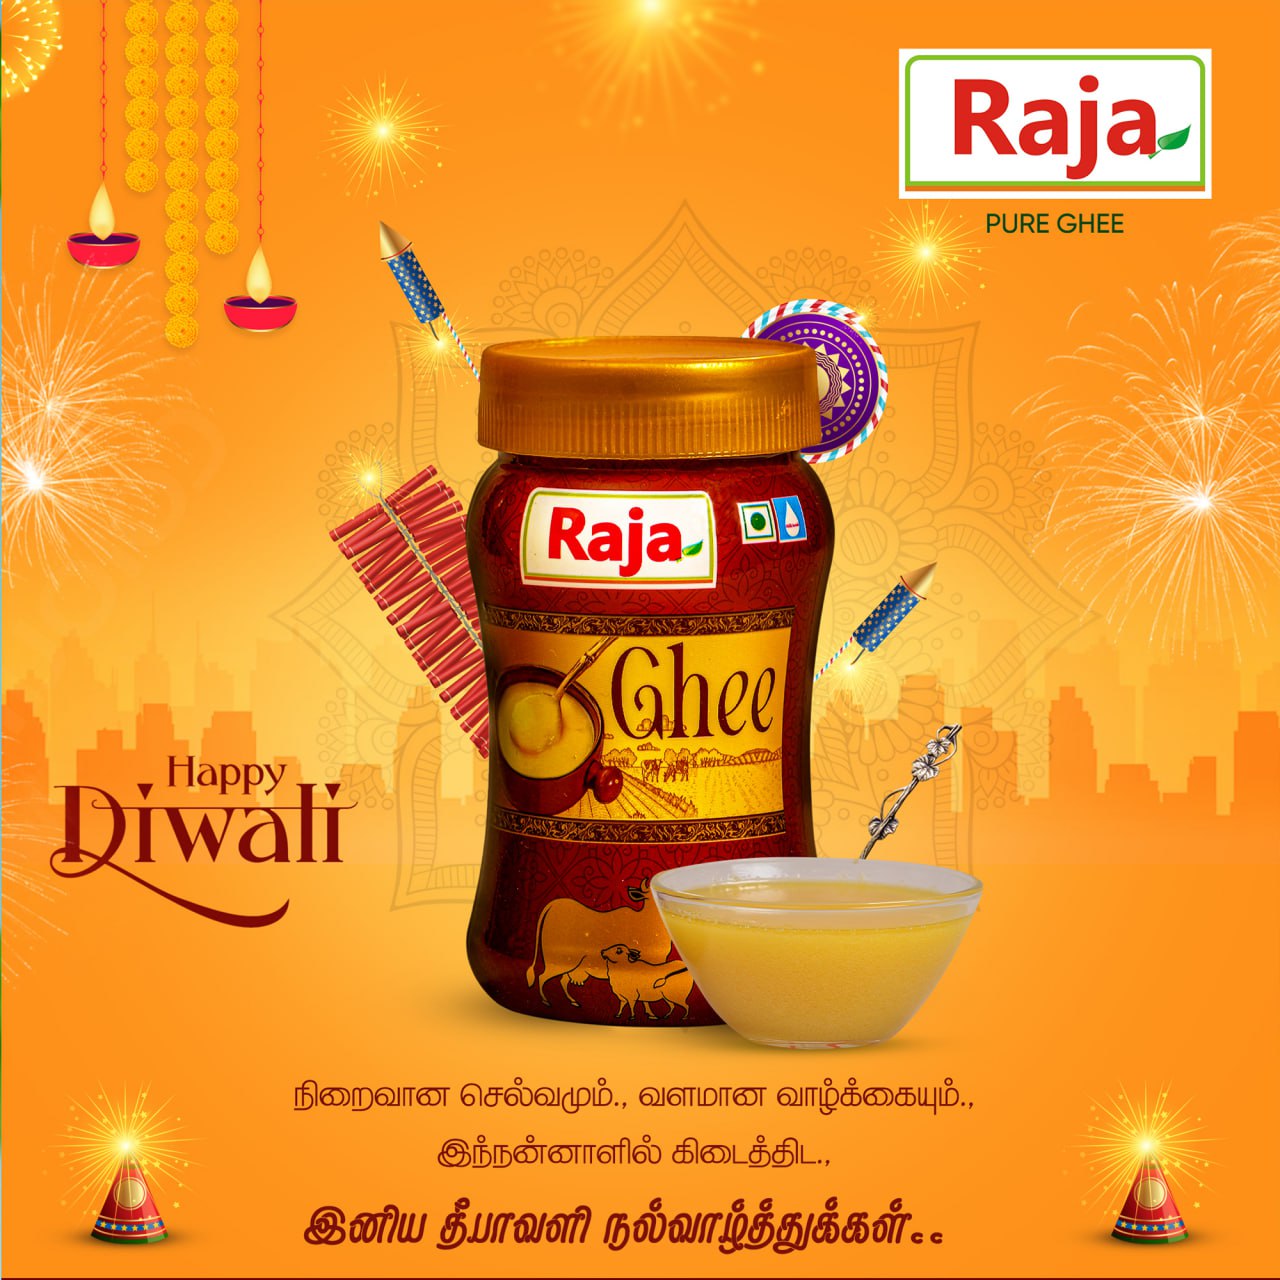 Raja
PURE GHEE
Raja
Ghee
Happy
Diwali
நிறைவான செல்வமும்., வளமான வாழ்க்கையும்.,
இந்நன்னாளில் கிடைத்திட.,
இனிய தீபாவளி நல்வாழ்த்துக்கள்..